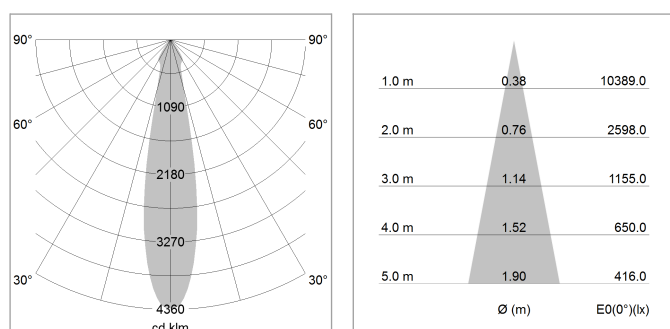 90° 90°
1090
60° 60°
2180
3270
30° 30°
4360
cd klm
1.0 m 0.38 10389.0
2.0 m 0.76 2598.0
3.0 m 1.14 1155.0
4.0 m 1.52 650.0
5.0 m 1.90 416.0
Ø (m) E0(0°)(lx)